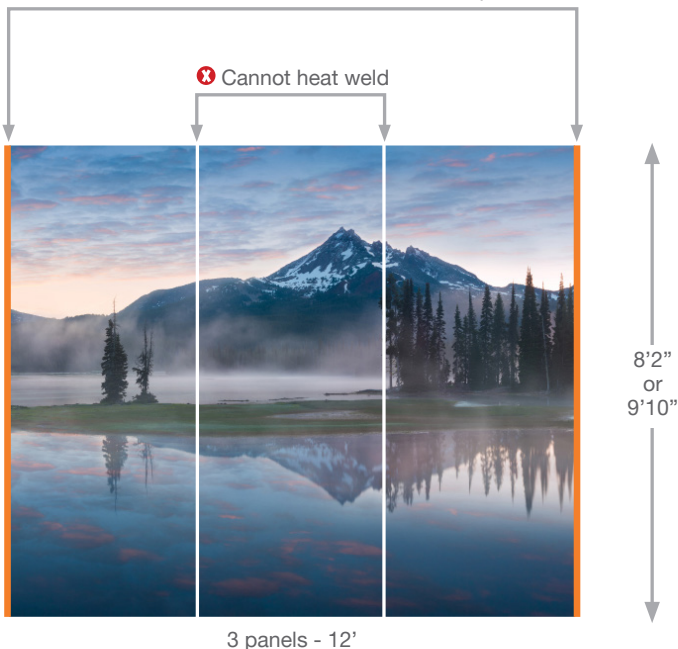 Cannot heat weld
8’2”
or
9’10”
3 panels - 12’